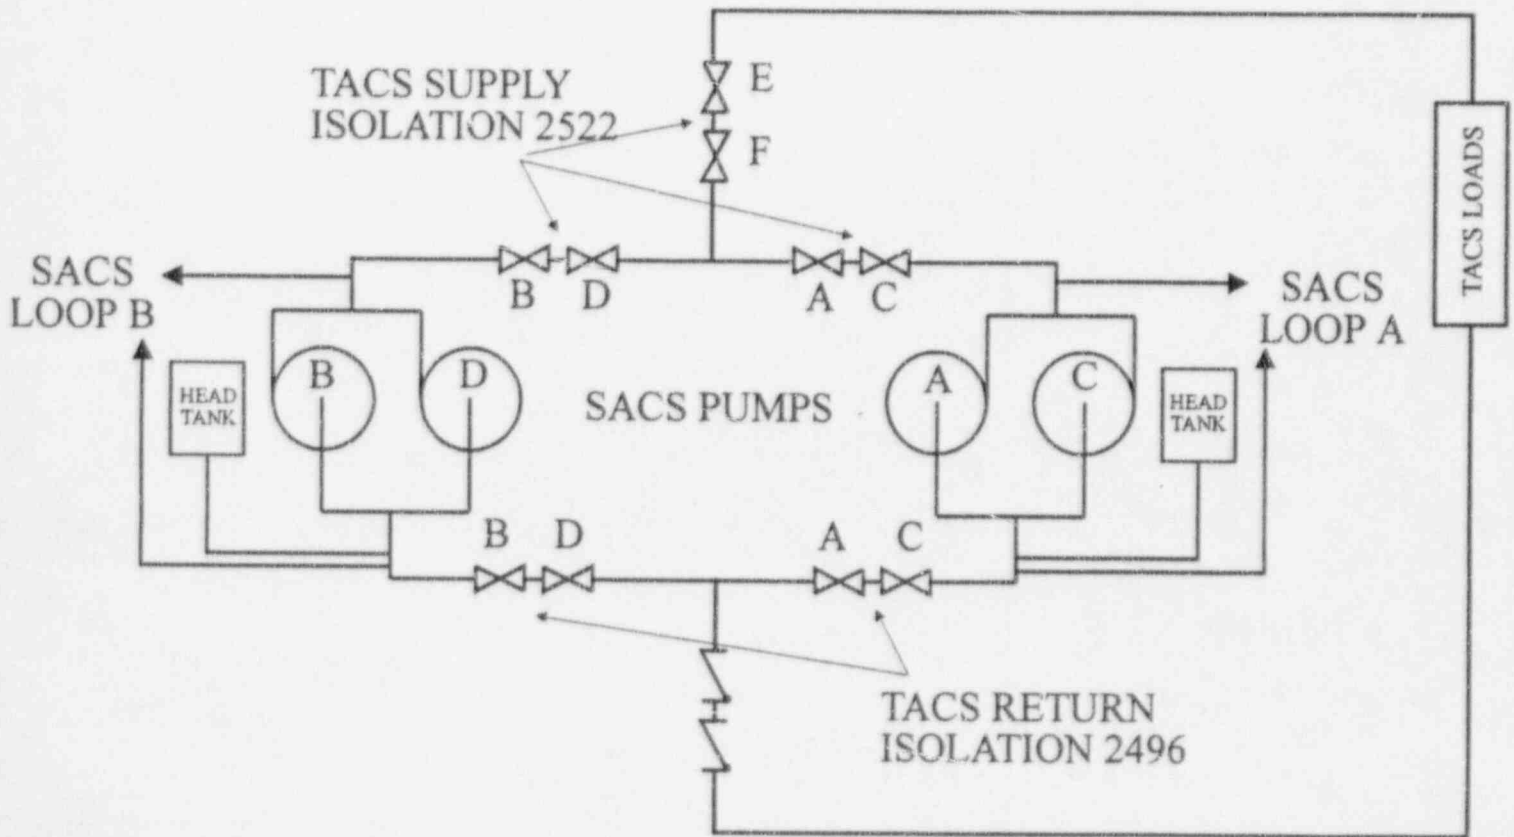 TACS SUPPLY
ISOLATION 2522
E
F
TACS LOADS
B D
A C
SACS
LOOP B
SACS
LOOP A
HEAD
TANK
B
D
SACS PUMPS
A
C
HEAD
TANK
B D
A C
TACS RETURN
ISOLATION 2496